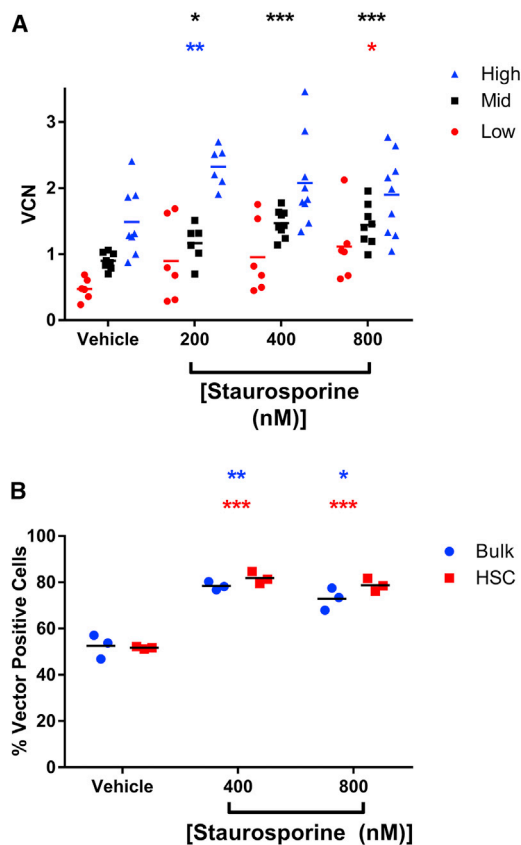 A
* *** ***
** *
High
Mid
Low
VCN
3
2
1
0
Vehicle 200 400 800
[Staurosporine
(nM)]
B
** *
*** ***
Bulk
HSC
% Vector Positive Cells
100
80
60
40
20
0
Vehicle 400 800
[Staurosporine (nM)]